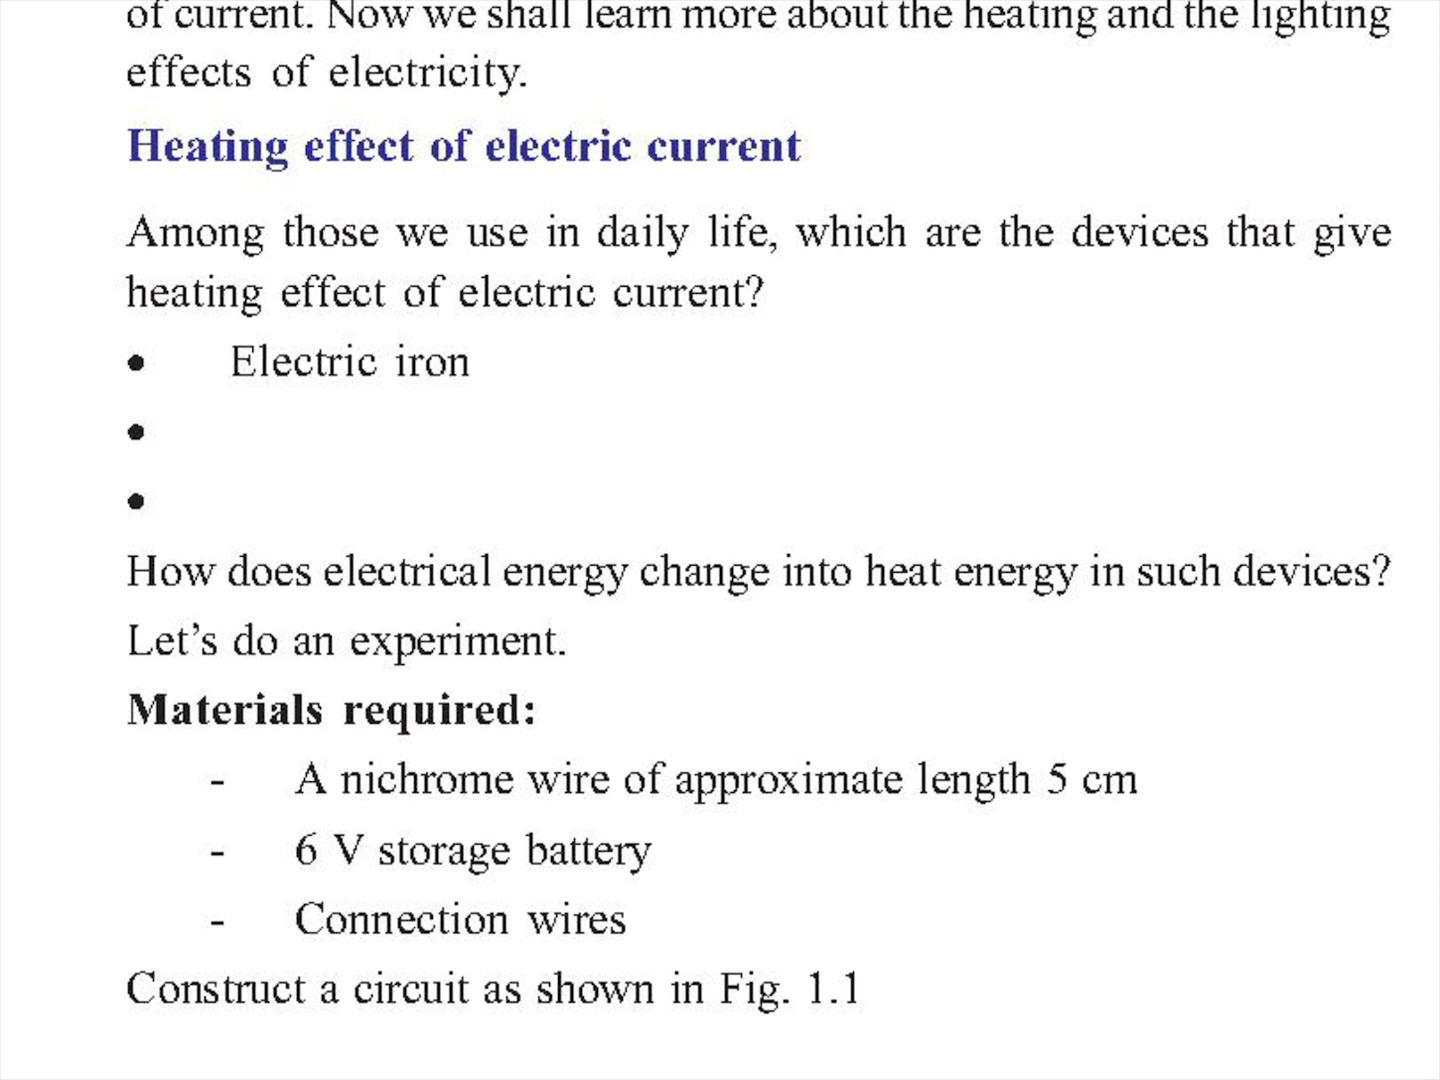 of current. Now we shall learn more about the heating and the lighting
effects of electricity.
Heating effect of electric current
Among those we use in daily life, which are the devices that give
heating effect of electric current?
• Electric iron
•
•
How does electrical energy change into heat energy in such devices?
Let's do an experiment.
Materials required:
- A nichrome wire of approximate length 5 cm
- 6 V storage battery
- Connection wires
Construct a circuit as shown in Fig. 1.1